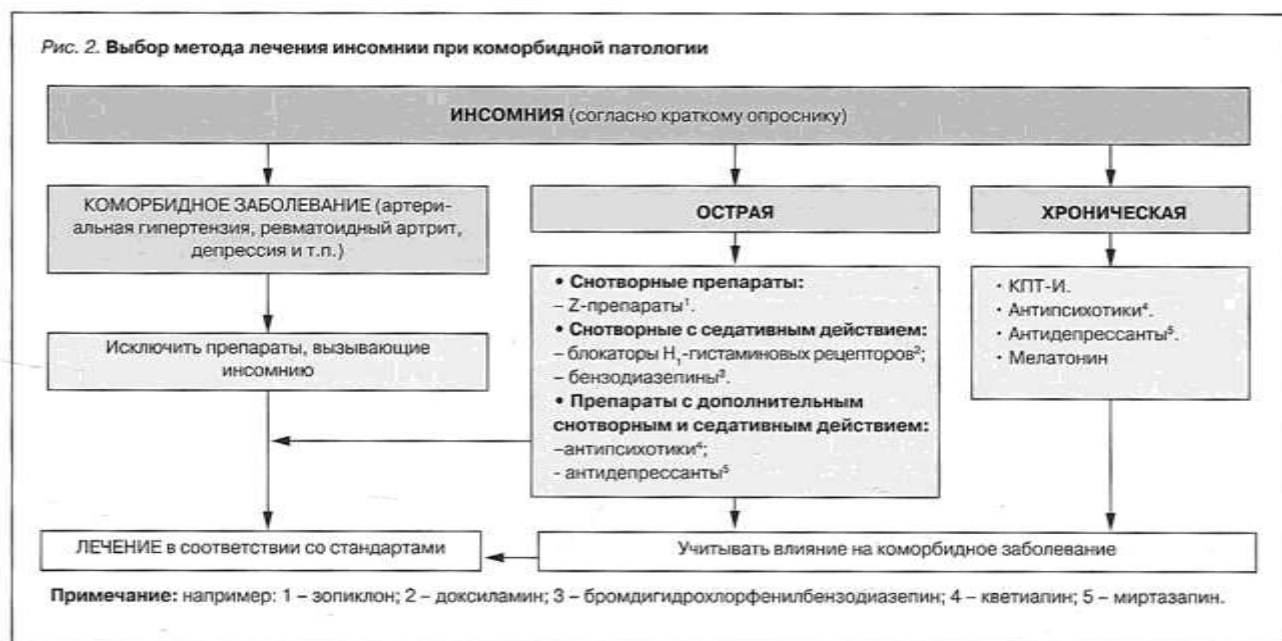 Рис. 2. Выбор метода лечения инсомнии при коморбидной патологии
ИНСОМНИЯ (согласно краткому опроснику)
КОМОРБИДНОЕ ЗАБОЛЕВАНИЕ (артери-
альная гипертензия, ревматоидный артрит,
депрессия и т.п.)
Исключить препараты, вызывающие
инсомнию
ОСТРАЯ
• Снотворные препараты:
– Z-препараты¹.
• Снотворные с седативным действием:
– блокаторы H₁-гистаминовых рецепторов²;
– бензодиазепины³.
• Препараты с дополнительным
снотворным и седативным действием:
–антипсихотики⁴;
- антидепрессанты⁵
ХРОНИЧЕСКАЯ
· КПТ-И.
· Антипсихотики⁴.
· Антидепрессанты⁵.
· Мелатонин
ЛЕЧЕНИЕ в соответствии со стандартами
Учитывать влияние на коморбидное заболевание
Примечание: например: 1 – зопиклон; 2 – доксиламин; 3 – бромдигидрохлорфенилбензодиазепин; 4 – кветиапин; 5 – миртазапин.